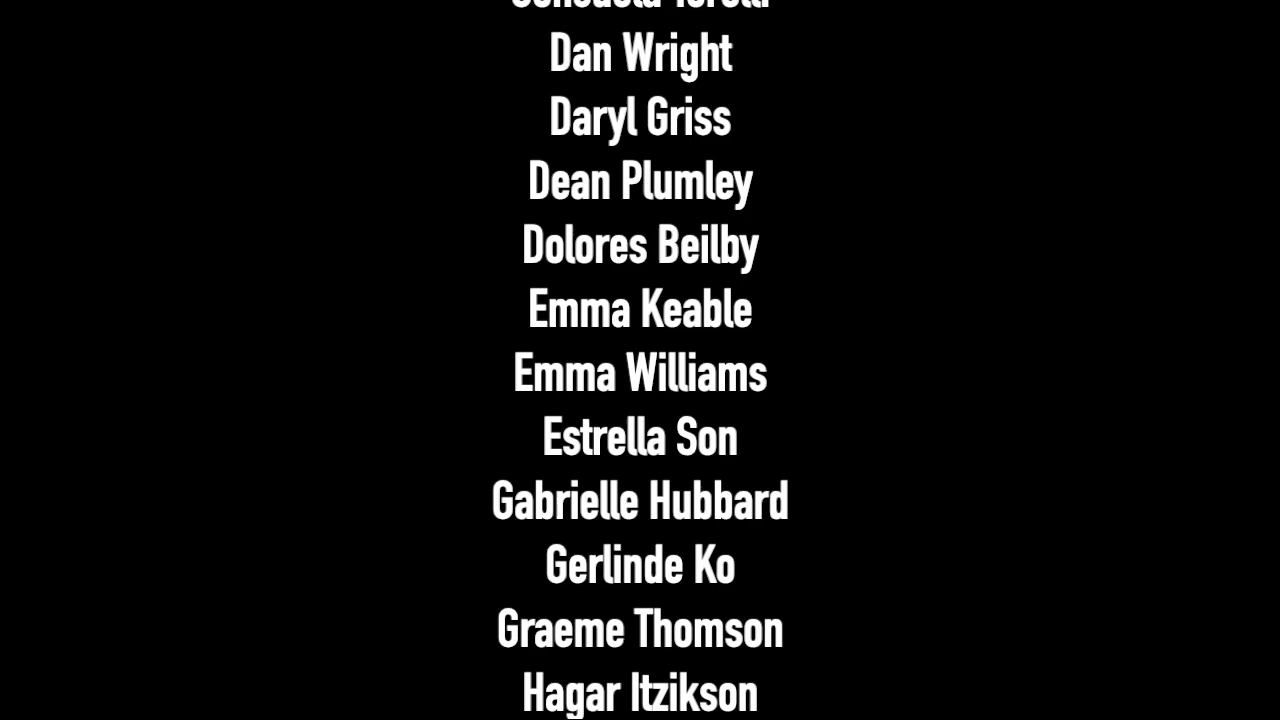 Dan Wright
Daryl Griss
Dean Plumley
Dolores Beilby
Emma Keable
Emma Williams
Estrella Son
Gabrielle Hubbard
Gerlinde Ko
Graeme Thomson
Hagar Itzikson